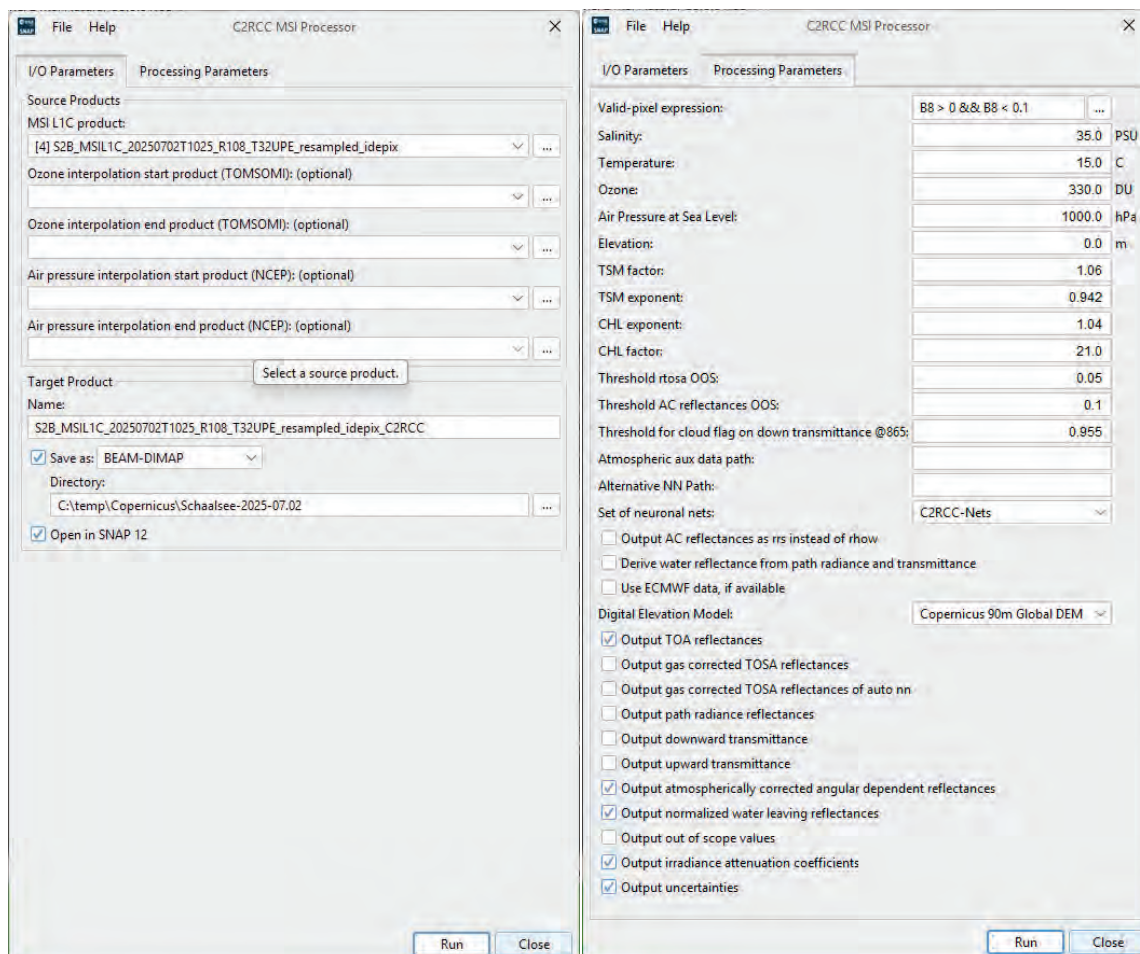 File Help C2RCC MSI Processor
I/O Parameters Processing Parameters
Source Products
MSI L1C product:
[4] S2B_MSIL1C_20250702T1025_R108_T32UPE_resampled_idepix ...
Ozone interpolation start product (TOMSOMI): (optional)
...
Ozone interpolation end product (TOMSOMI): (optional)
...
Air pressure interpolation start product (NCEP): (optional)
...
Air pressure interpolation end product (NCEP): (optional)
...
Select a source product.
Target Product
Name:
S2B_MSIL1C_20250702T1025_R108_T32UPE_resampled_idepix_C2RCC
Save as: BEAM-DIMAP
Directory:
C:\temp\Copernicus\Schaalsee-2025-07.02 ...
Open in SNAP 12
Run Close
File Help C2RCC MSI Processor
I/O Parameters Processing Parameters
Valid-pixel expression: B8 > 0 && B8 < 0.1 ...
Salinity: 35.0 PSU
Temperature: 15.0 C
Ozone: 330.0 DU
Air Pressure at Sea Level: 1000.0 hPa
Elevation: 0.0 m
TSM factor: 1.06
TSM exponent: 0.942
CHL exponent: 1.04
CHL factor: 21.0
Threshold rtosa OOS: 0.05
Threshold AC reflectances OOS: 0.1
Threshold for cloud flag on down transmittance @865: 0.955
Atmospheric aux data path:
Alternative NN Path:
Set of neuronal nets: C2RCC-Nets
Output AC reflectances as rrs instead of rhow
Derive water reflectance from path radiance and transmittance
Use ECMWF data, if available
Digital Elevation Model: Copernicus 90m Global DEM
Output TOA reflectances
Output gas corrected TOSA reflectances
Output gas corrected TOSA reflectances of auto nn
Output path radiance reflectances
Output downward transmittance
Output upward transmittance
Output atmospherically corrected angular dependent reflectances
Output normalized water leaving reflectances
Output out of scope values
Output irradiance attenuation coefficients
Output uncertainties
Run Close